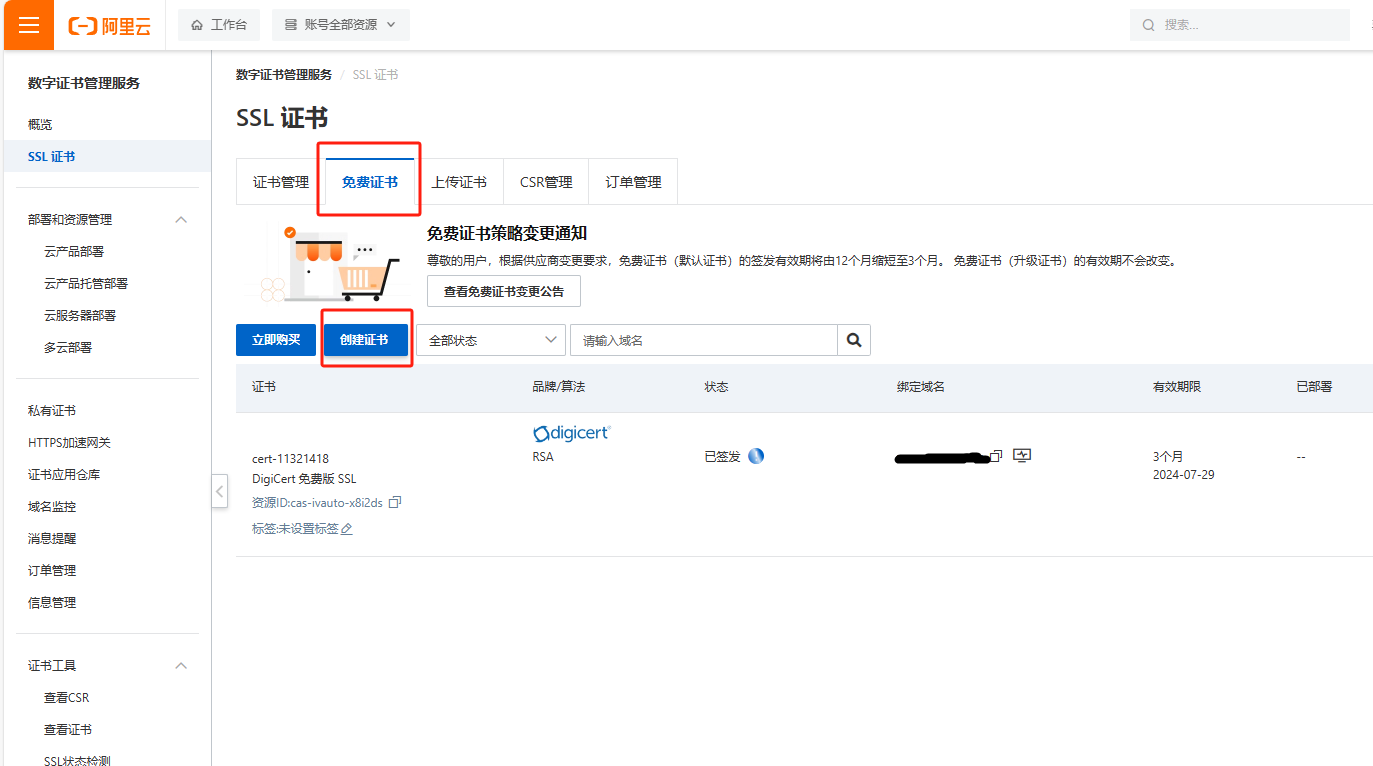 阿里云
工作台
账号全部资源
搜索...
数字证书管理服务
概览
SSL 证书
部署和资源管理
云产品部署
云产品托管部署
云服务器部署
多云部署
私有证书
HTTPS加速网关
证书应用仓库
域名监控
消息提醒
订单管理
信息管理
证书工具
查看CSR
查看证书
SSL状态检测
数字证书管理服务 / SSL 证书
SSL 证书
证书管理
免费证书
上传证书
CSR管理
订单管理
免费证书策略变更通知
尊敬的用户，根据供应商变更要求，免费证书（默认证书）的签发有效期将由12个月缩短至3个月。 免费证书（升级证书）的有效期不会改变。
查看免费证书变更公告
立即购买
创建证书
全部状态
请输入域名
证书 品牌/算法 状态 绑定域名 有效期限 已部署
digicert
cert-11321418 RSA 已签发 3个月 --
DigiCert 免费版 SSL 2024-07-29
资源ID:cas-ivauto-x8i2ds
标签:未设置标签